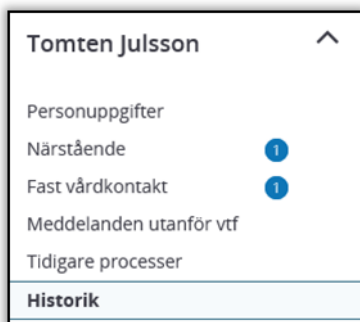 Tomten Julsson
Personuppgifter
Närstående 1
Fast vårdkontakt 1
Meddelanden utanför vtf
Tidigare processer
Historik